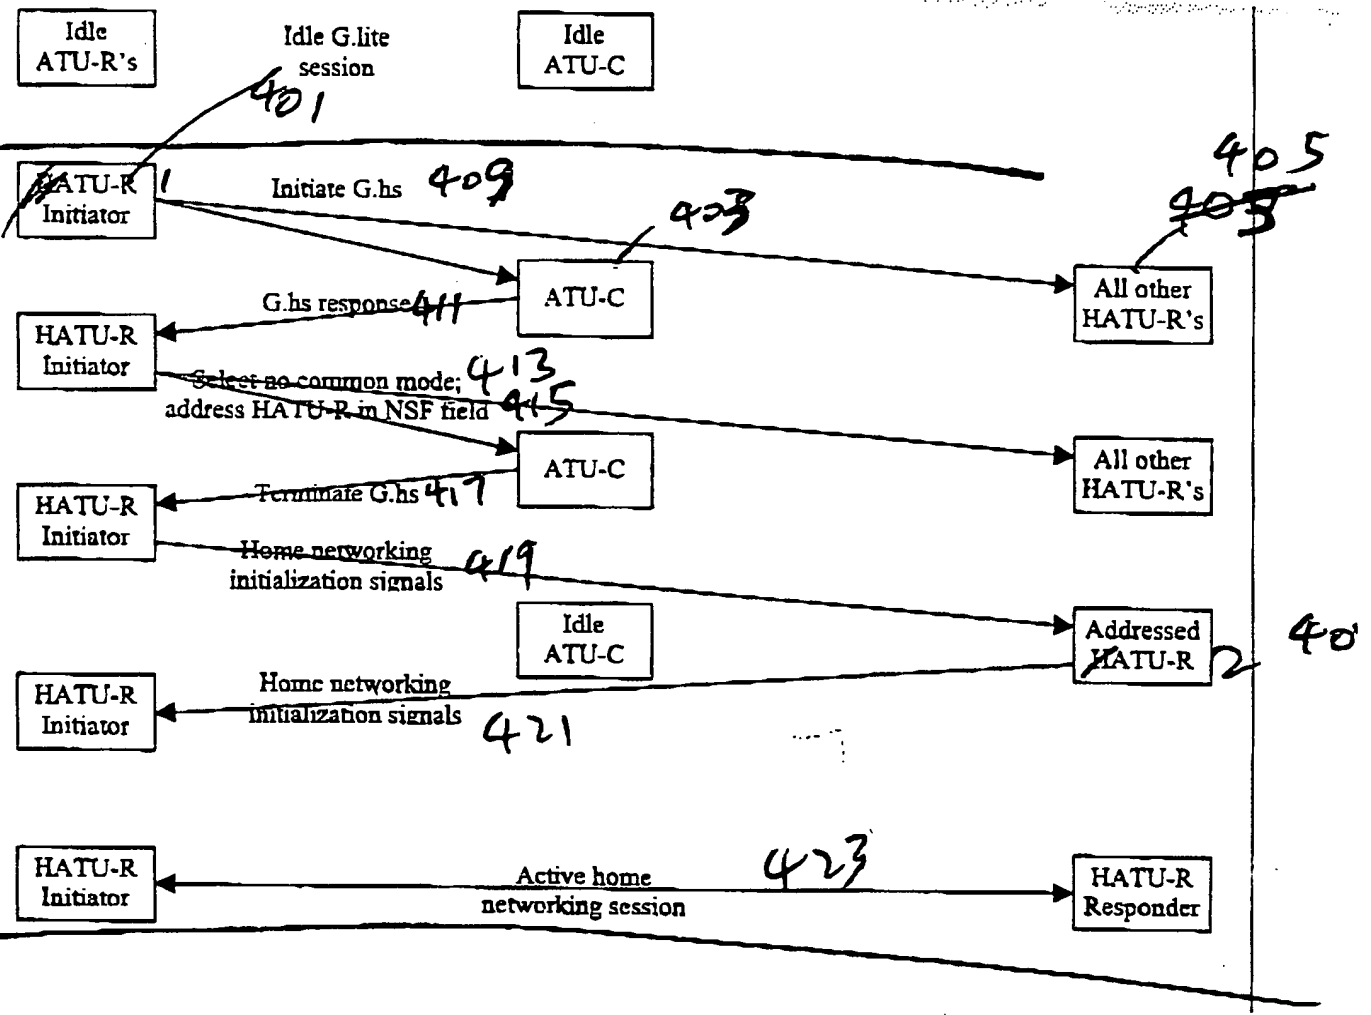 Idle
ATU-R's
Idle G.lite
session
Idle
ATU-C
401
405
HATU-R 1
Initiator
Initiate G.hs 409
403
403
ATU-C
All other
HATU-R's
G.hs response 411
HATU-R
Initiator
Select no common mode; 413
address HATU-R in NSF field 415
ATU-C
All other
HATU-R's
Terminate G.hs 417
HATU-R
Initiator
Home networking
initialization signals 419
Idle
ATU-C
Addressed
HATU-R 2
40
HATU-R
Initiator
Home networking
initialization signals 421
HATU-R
Initiator
Active home
networking session
423
HATU-R
Responder